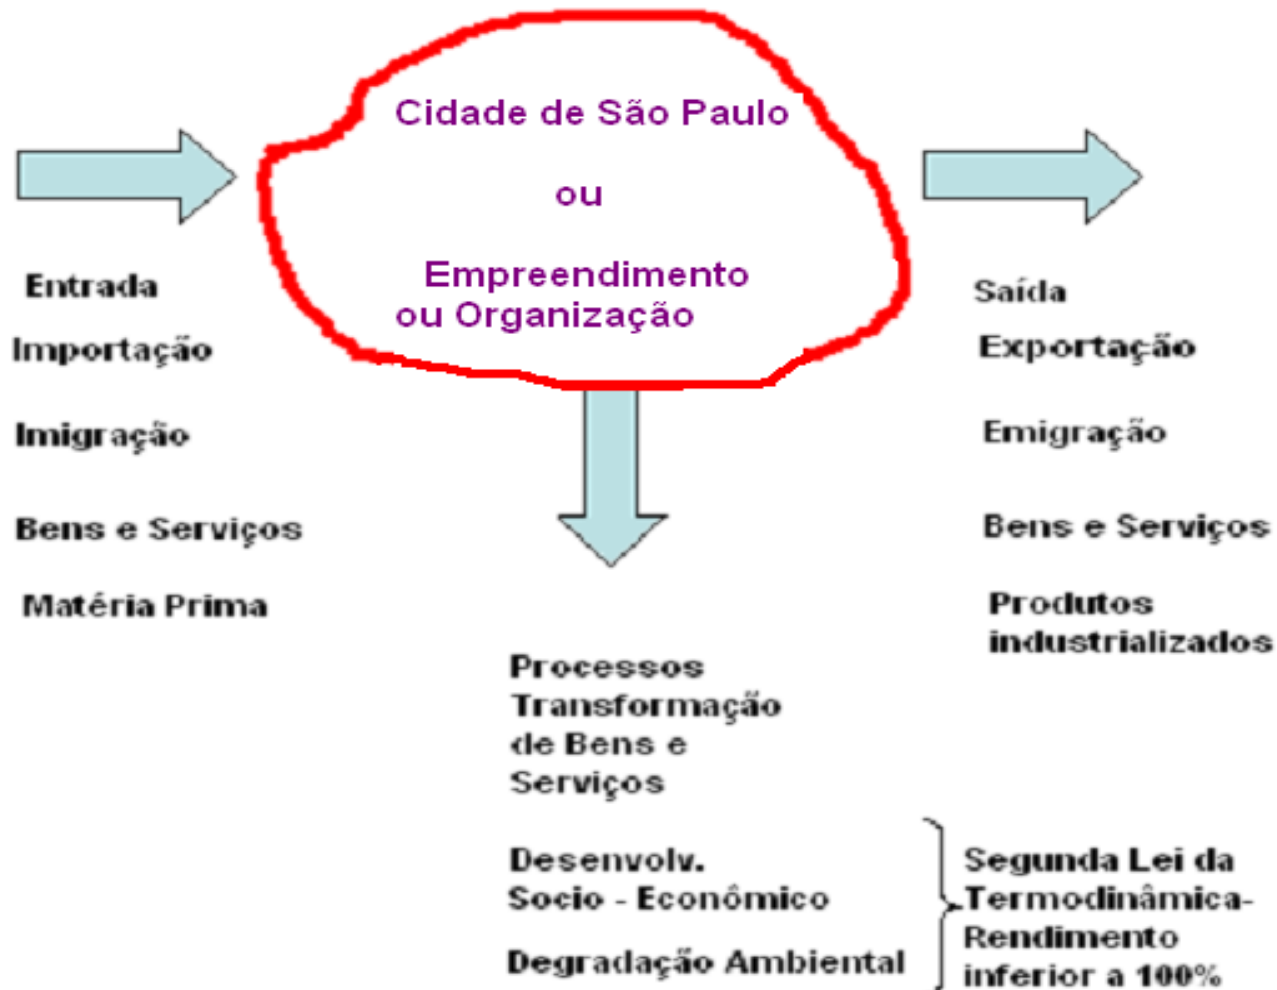 Cidade de São Paulo
ou
Empreendimento
ou Organização
Entrada
Importação
Imigração
Bens e Serviços
Matéria Prima
Saída
Exportação
Emigração
Bens e Serviços
Produtos
industrializados
Processos
Transformação
de Bens e
Serviços
Desenvolv.
Socio - Econômico
Degradação Ambiental
Segunda Lei da
Termodinâmica-
Rendimento
inferior a 100%